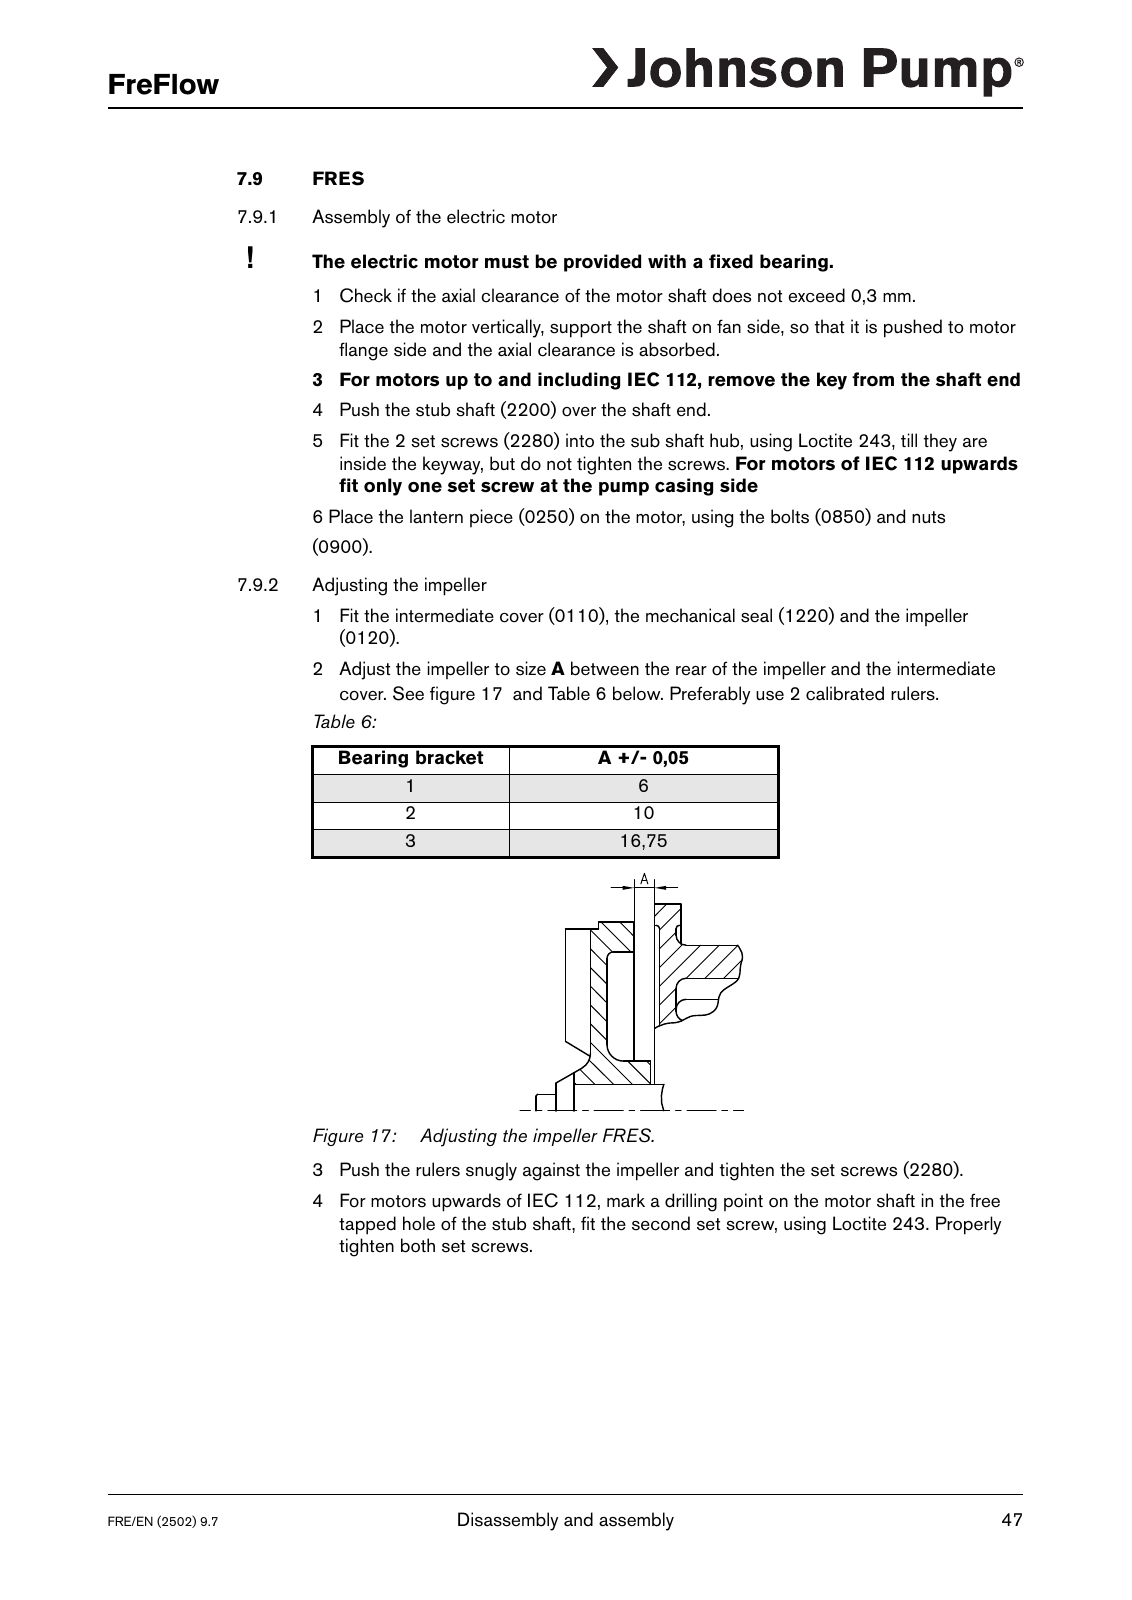 FreFlow
Johnson Pump®
7.9 FRES
7.9.1 Assembly of the electric motor
! The electric motor must be provided with a fixed bearing.
1 Check if the axial clearance of the motor shaft does not exceed 0,3 mm.
2 Place the motor vertically, support the shaft on fan side, so that it is pushed to motor
flange side and the axial clearance is absorbed.
3 For motors up to and including IEC 112, remove the key from the shaft end
4 Push the stub shaft (2200) over the shaft end.
5 Fit the 2 set screws (2280) into the sub shaft hub, using Loctite 243, till they are
inside the keyway, but do not tighten the screws. For motors of IEC 112 upwards
fit only one set screw at the pump casing side
6 Place the lantern piece (0250) on the motor, using the bolts (0850) and nuts
(0900).
7.9.2 Adjusting the impeller
1 Fit the intermediate cover (0110), the mechanical seal (1220) and the impeller
(0120).
2 Adjust the impeller to size A between the rear of the impeller and the intermediate
cover. See figure 17 and Table 6 below. Preferably use 2 calibrated rulers.
Table 6:
Bearing bracket A +/- 0,05
1 6
2 10
3 16,75
A
Figure 17: Adjusting the impeller FRES.
3 Push the rulers snugly against the impeller and tighten the set screws (2280).
4 For motors upwards of IEC 112, mark a drilling point on the motor shaft in the free
tapped hole of the stub shaft, fit the second set screw, using Loctite 243. Properly
tighten both set screws.
FRE/EN (2502) 9.7 Disassembly and assembly 47